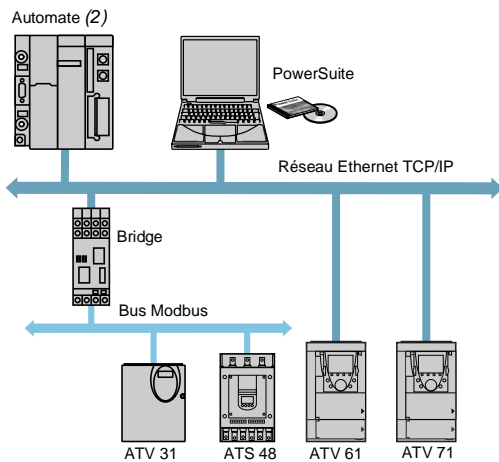 Automate (2)
PowerSuite
Réseau Ethernet TCP/IP
Bridge
Bus Modbus
ATV 31
ATS 48
ATV 61
ATV 71